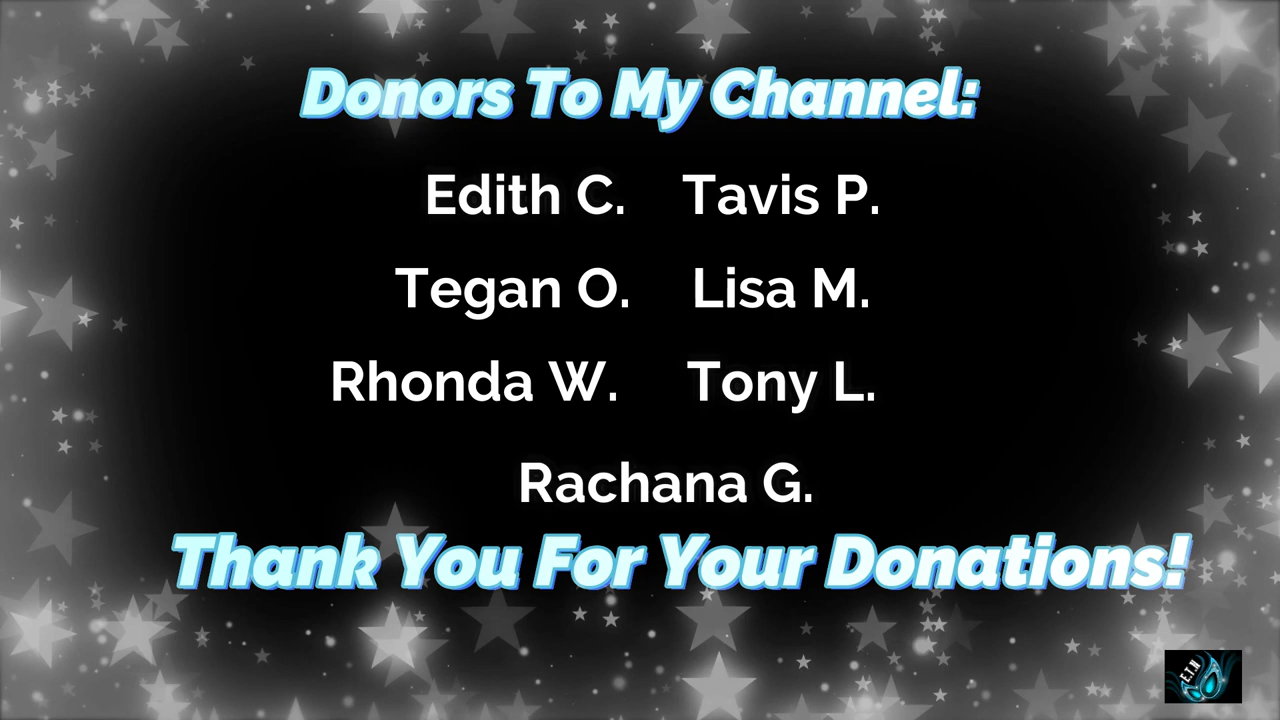 Donors To My Channel:
Edith C. Tavis P.
Tegan O. Lisa M.
Rhonda W. Tony L.
Rachana G.
Thank You For Your Donations!
E.T.N